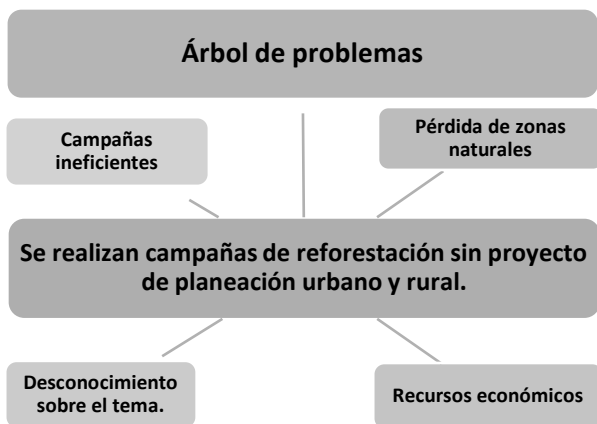 Árbol de problemas
Campañas
ineficientes
Pérdida de zonas
naturales
Se realizan campañas de reforestación sin proyecto
de planeación urbano y rural.
Desconocimiento
sobre el tema.
Recursos económicos